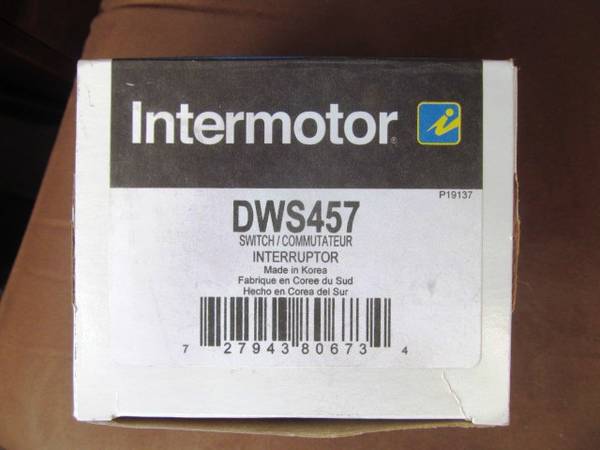 Intermotor® i
P19137
DWS457
SWITCH / COMMUTATEUR
INTERRUPTOR
Made in Korea
Fabrique en Coree du Sud
Hecho en Corea del Sur
7 27943 80673 4